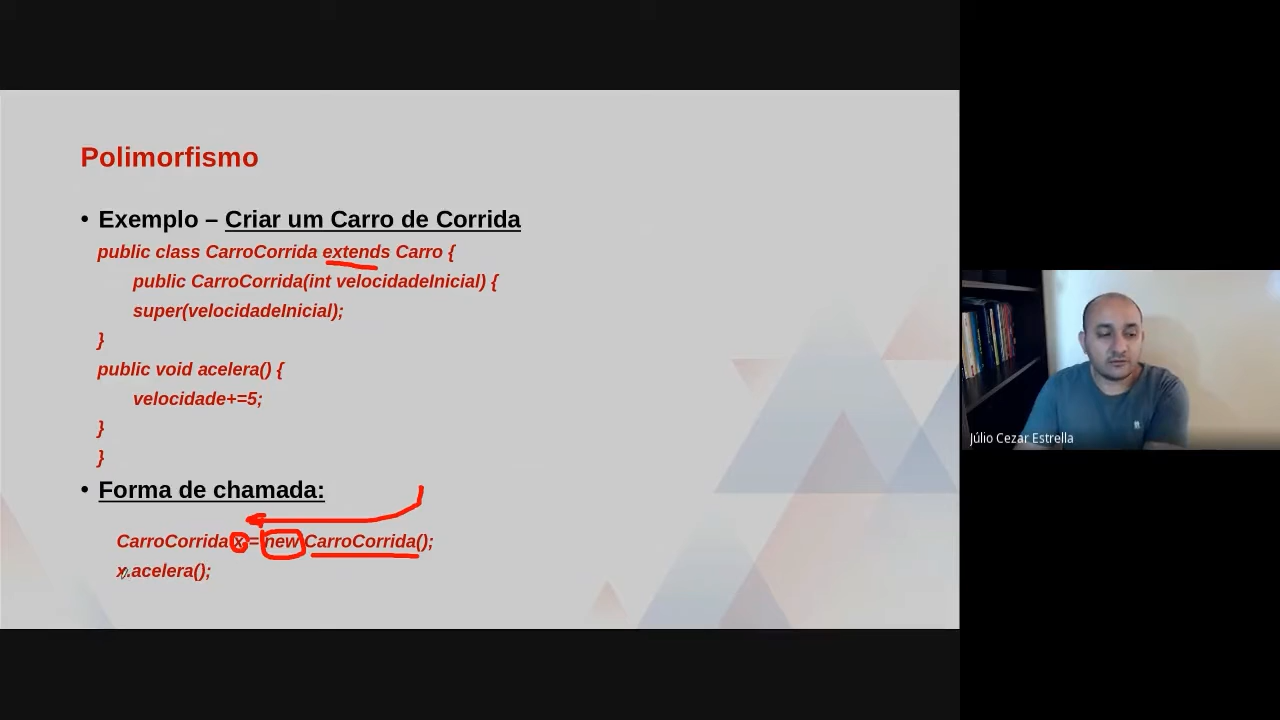 Polimorfismo
• Exemplo – Criar um Carro de Corrida
public class CarroCorrida extends Carro {
public CarroCorrida(int velocidadeInicial) {
super(velocidadeInicial);
}
public void acelera() {
velocidade+=5;
}
}
• Forma de chamada:
CarroCorrida x = new CarroCorrida();
x.acelera();
Júlio Cezar Estrella